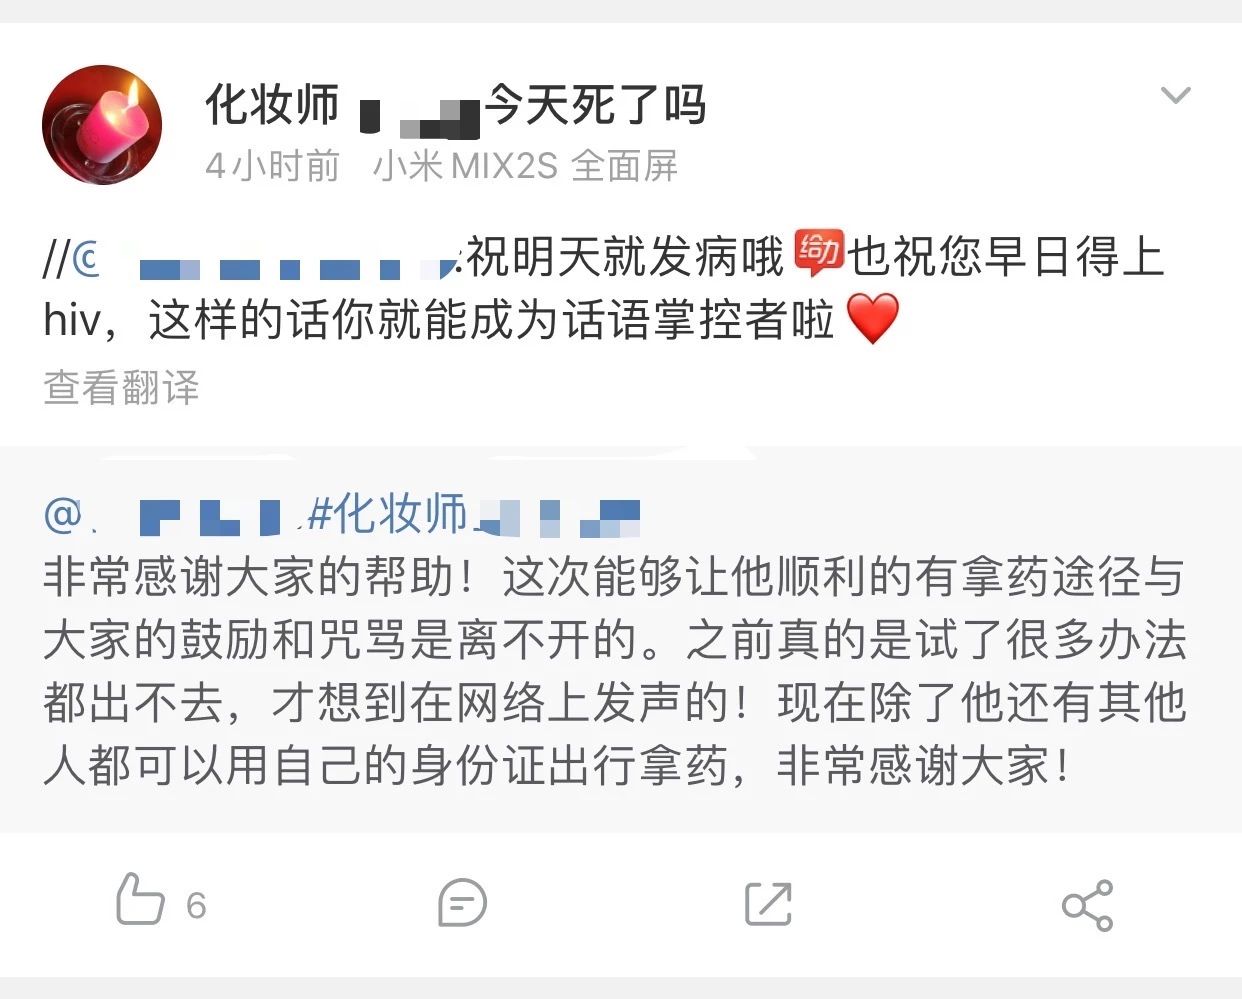 化妆师 今天死了吗
4小时前 小米MIX2S 全面屏
//@ :祝明天就发病哦 给力 也祝您早日得上
hiv，这样的话你就能成为话语掌控者啦❤️
查看翻译
@ #化妆师
非常感谢大家的帮助！这次能够让他顺利的有拿药途径与
大家的鼓励和咒骂是离不开的。之前真的是试了很多办法
都出不去，才想到在网络上发声的！现在除了他还有其他
人都可以用自己的身份证出行拿药，非常感谢大家！
6